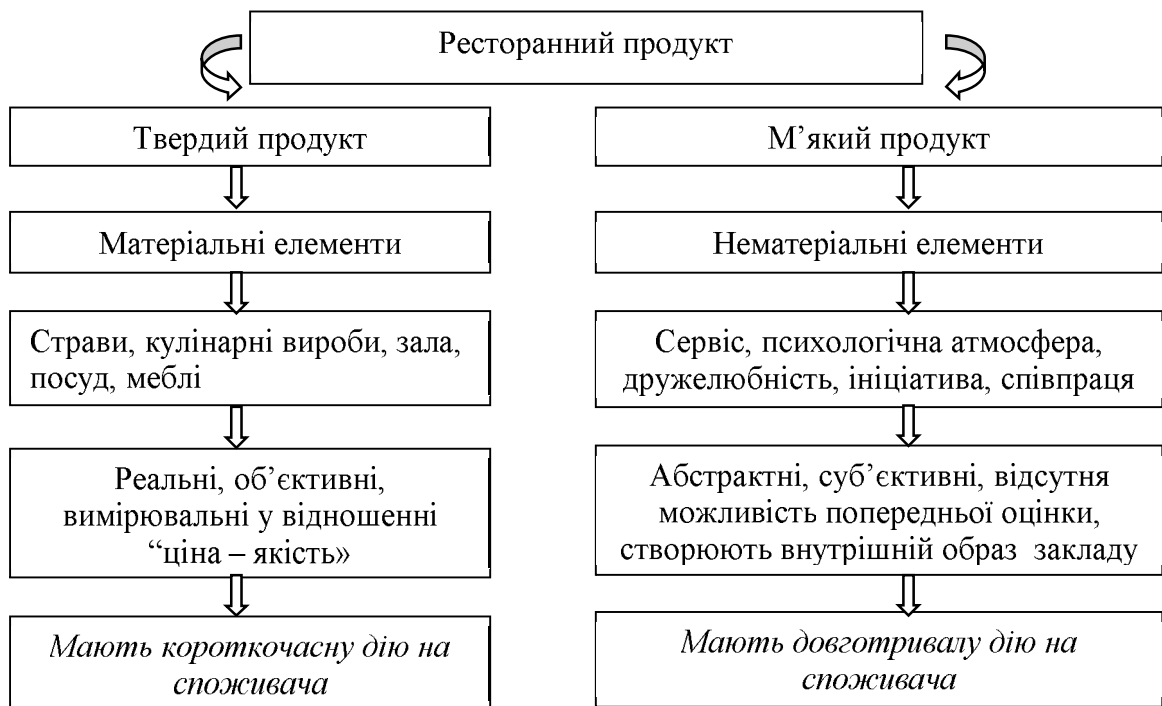 Ресторанний продукт
Твердий продукт
Матеріальні елементи
Страви, кулінарні вироби, зала,
посуд, меблі
Реальні, об’єктивні,
вимірювальні у відношенні
“ціна – якість»
Мають короткочасну дію на
споживача
М’який продукт
Нематеріальні елементи
Сервіс, психологічна атмосфера,
дружелюбність, ініціатива, співпраця
Абстрактні, суб’єктивні, відсутня
можливість попередньої оцінки,
створюють внутрішній образ закладу
Мають довготривалу дію на
споживача